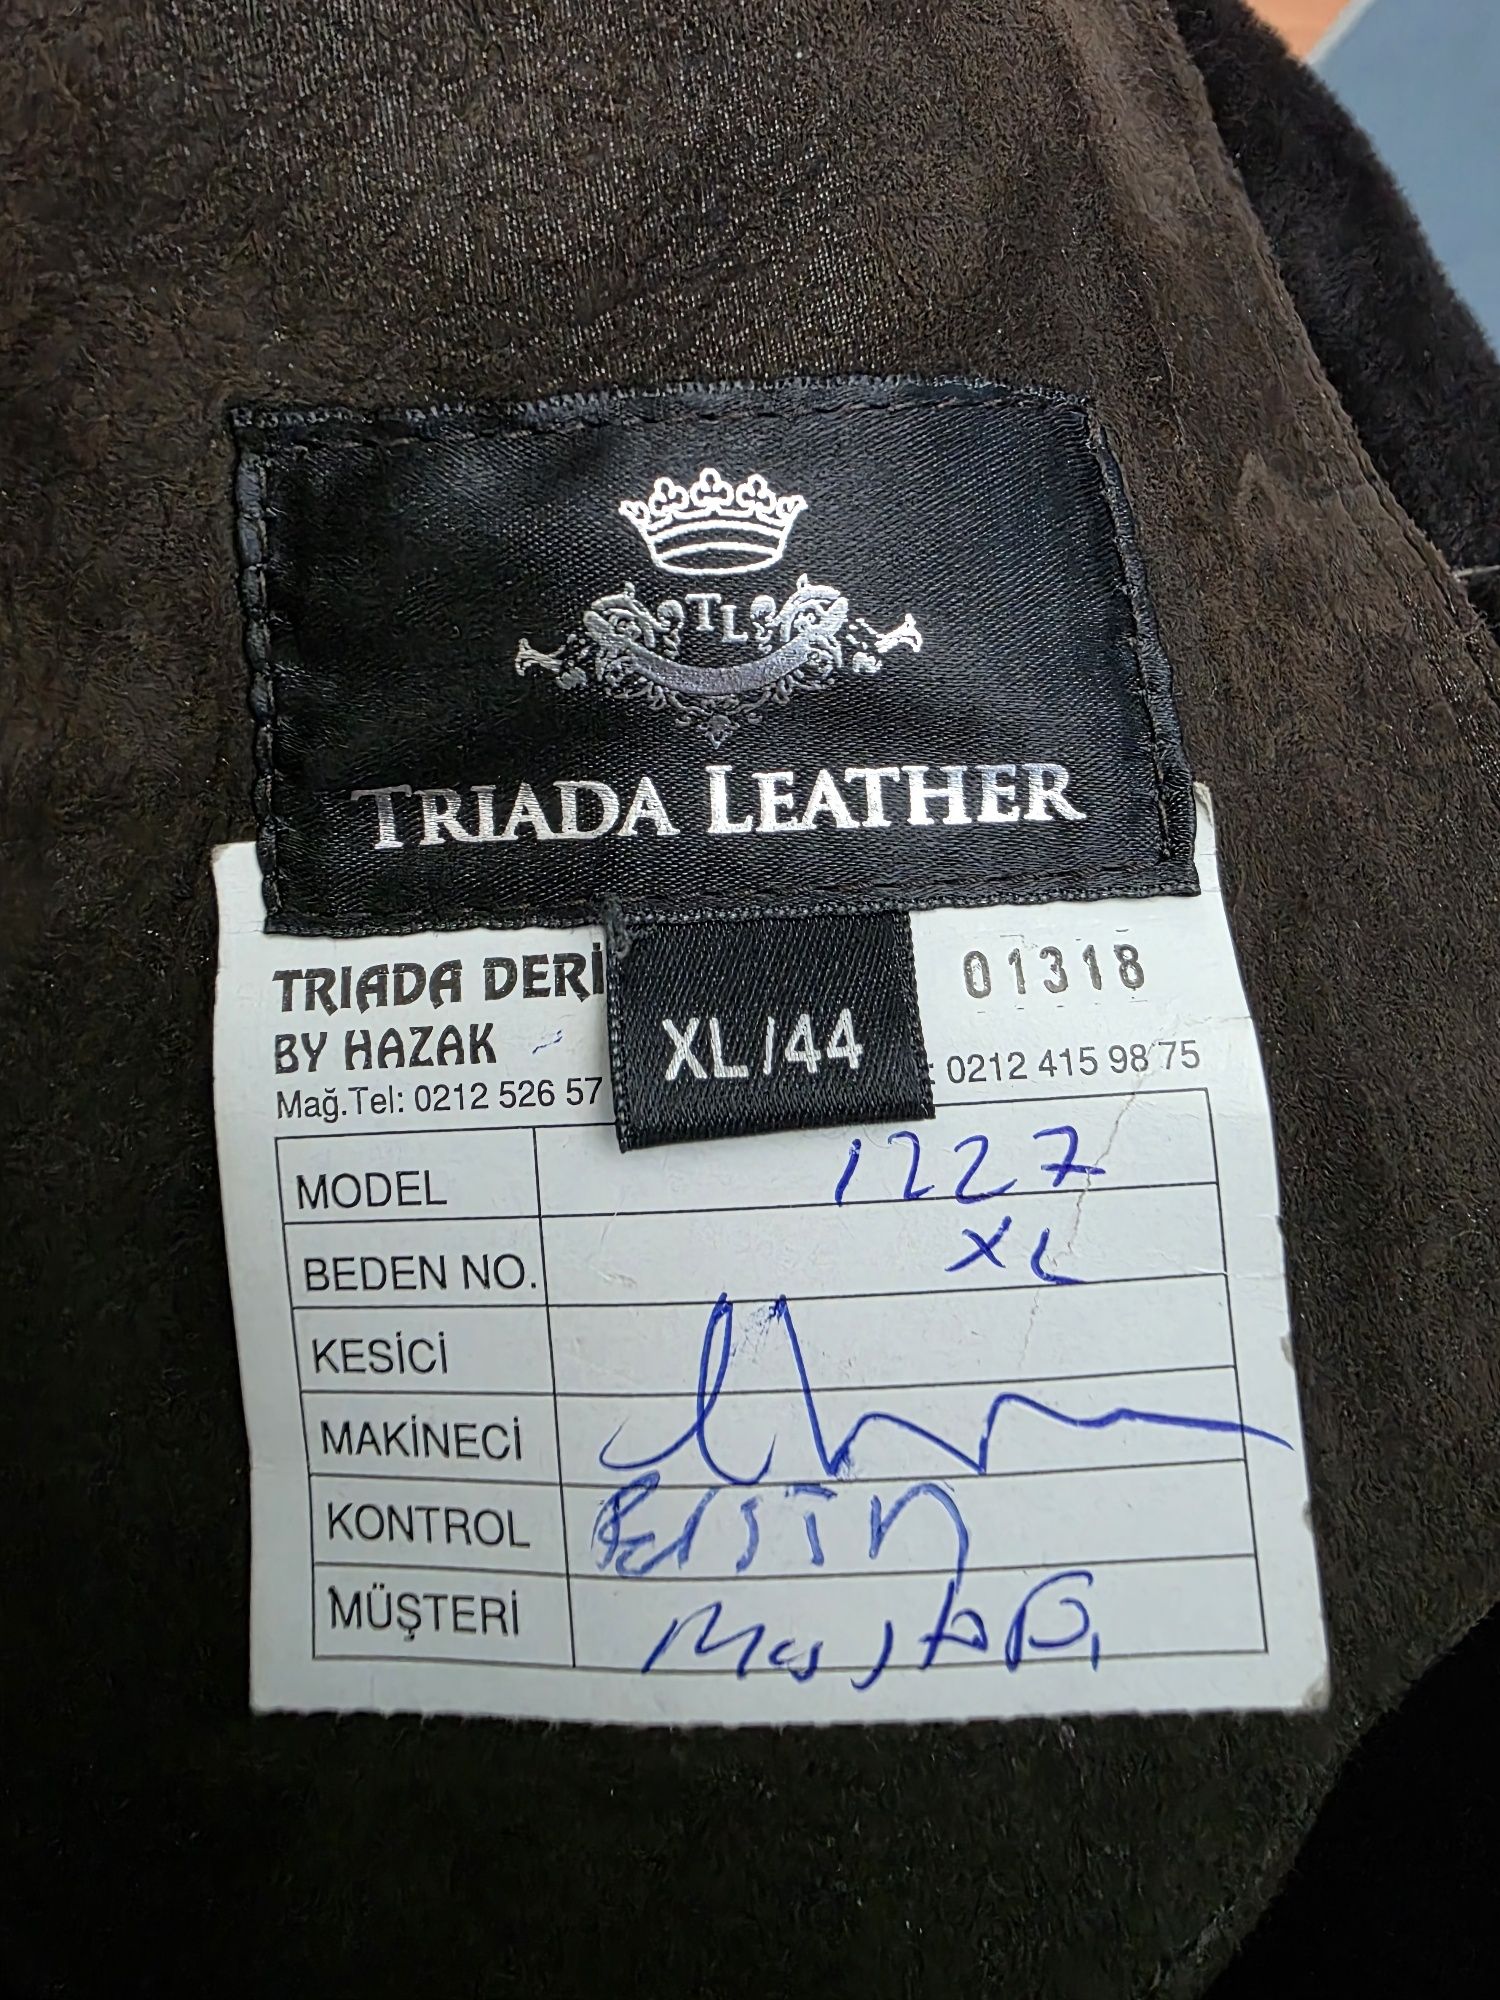 TL
TRIADA LEATHER
TRIADA DERİ 01318
BY HAZAK
XL/44
Mağ.Tel: 0212 526 57 : 0212 415 98 75
MODEL 1227
BEDEN NO. XL
KESİCİ
MAKİNECİ
KONTROL
MÜŞTERİ